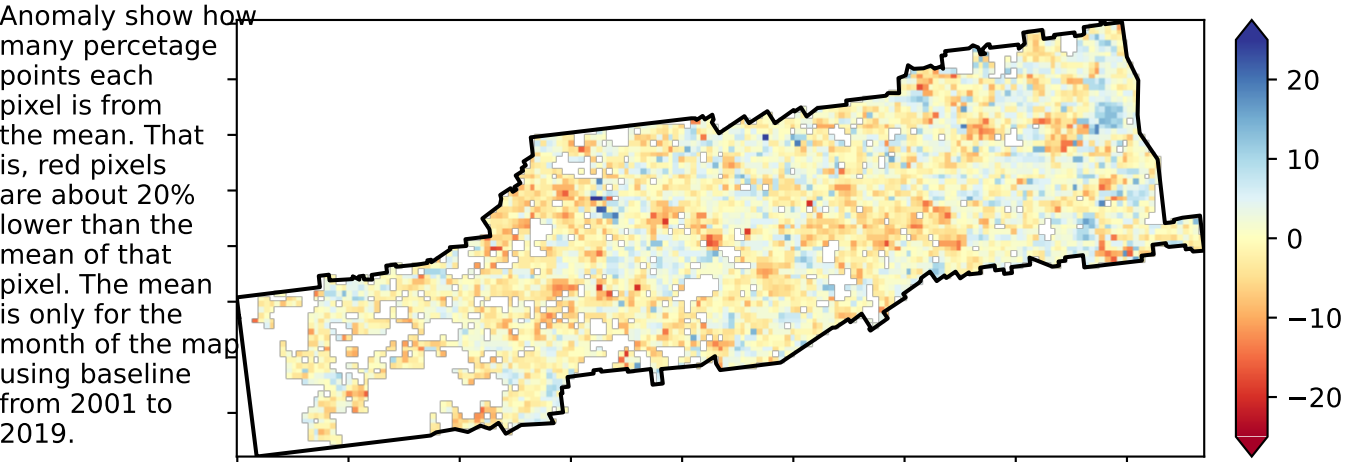 Anomaly show how
many percetage
points each
pixel is from
the mean. That
is, red pixels
are about 20%
lower than the
mean of that
pixel. The mean
is only for the
month of the map
using baseline
from 2001 to
2019.
20
10
0
−10
−20